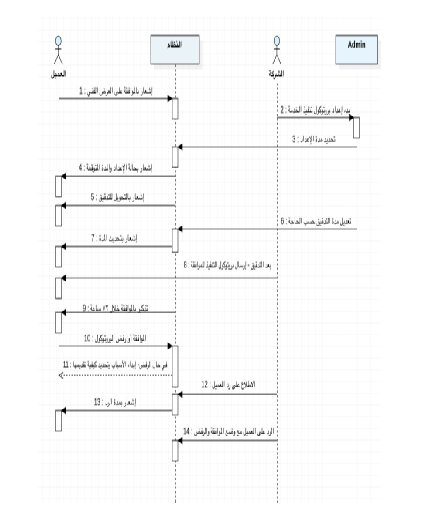 العميل
المنفذ
الشركة
Admin
1 : إشعار بالموافقة على العرض الفني
2 : بدء إعداد بروتوكول تنفيذ الخدمة
3 : تحديد مدة الإعداد
4 : إشعار بحالة الإعداد والمدة المتوقعة
5 : إشعار بالتحويل للتدقيق
6 : تعديل مدة التدقيق حسب الحاجة
7 : إشعار بتحديث المدة
8 : بعد التدقيق - إرسال بروتوكول التنفيذ للموافقة
9 : تذكير بالموافقة خلال ساعة
10 : الموافقة أو رفض البروتوكول
11 : في حال الرفض: إبداء الأسباب وتحديد كيفية
12 : الاطلاع على رد العميل
13 : إشعار بمدة الرد
14 : الرد على العميل مع وضع الموافقة والرفض